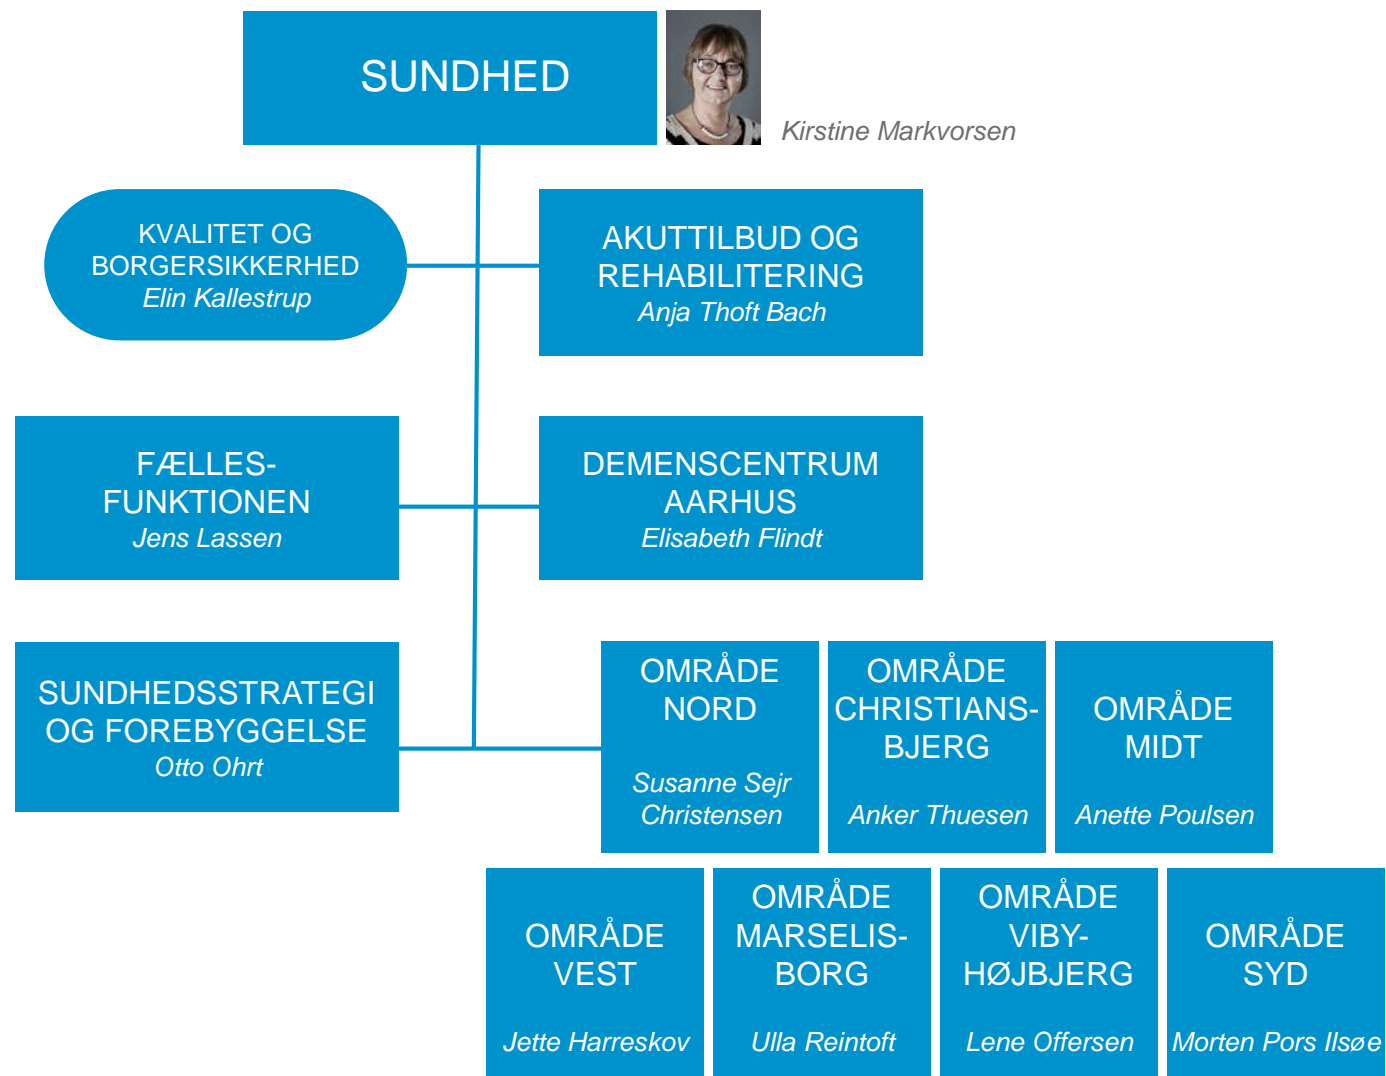 SUNDHED
Kirstine Markvorsen
KVALITET OG
BORGERSIKKERHED
Elin Kallestrup
AKUTTILBUD OG
REHABILITERING
Anja Thoft Bach
FÆLLES-
FUNKTIONEN
Jens Lassen
DEMENSCENTRUM
AARHUS
Elisabeth Flindt
SUNDHEDSSTRATEGI
OG FOREBYGGELSE
Otto Ohrt
OMRÅDE
NORD
Susanne Sejr
Christensen
OMRÅDE
CHRISTIANS-
BJERG
Anker Thuesen
OMRÅDE
MIDT
Anette Poulsen
OMRÅDE
VEST
Jette Harreskov
OMRÅDE
MARSELIS-
BORG
Ulla Reintoft
OMRÅDE
VIBY-
HØJBJERG
Lene Offersen
OMRÅDE
SYD
Morten Pors Ilsøe